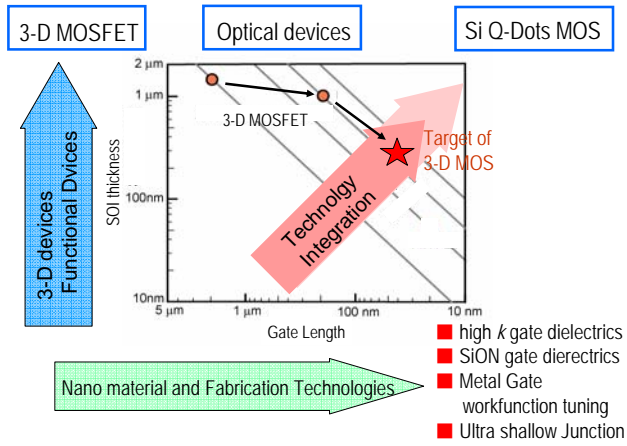 3-D MOSFET
Optical devices
Si Q-Dots MOS
2 μm
1 μm
100nm
10nm
SOI thickness
3-D MOSFET
Target of
3-D MOS
Technolgy
Integration
3-D devices
Functional Dvices
5 μm
1 μm
100 nm
10 nm
Gate Length
Nano material and Fabrication Technologies
high k gate dielectrics
SiON gate dierectrics
Metal Gate
workfunction tuning
Ultra shallow Junction